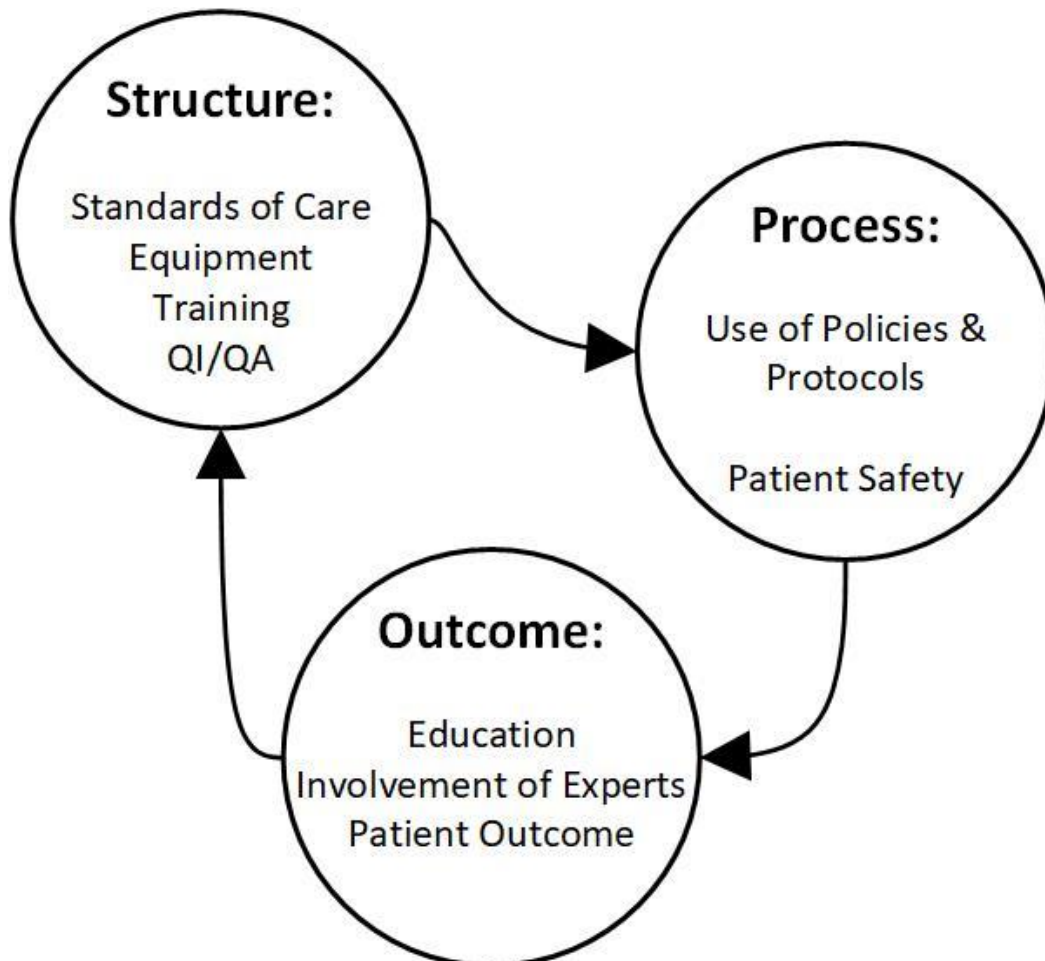 Structure:
Standards of Care
Equipment
Training
QI/QA
Process:
Use of Policies &
Protocols
Patient Safety
Outcome:
Education
Involvement of Experts
Patient Outcome